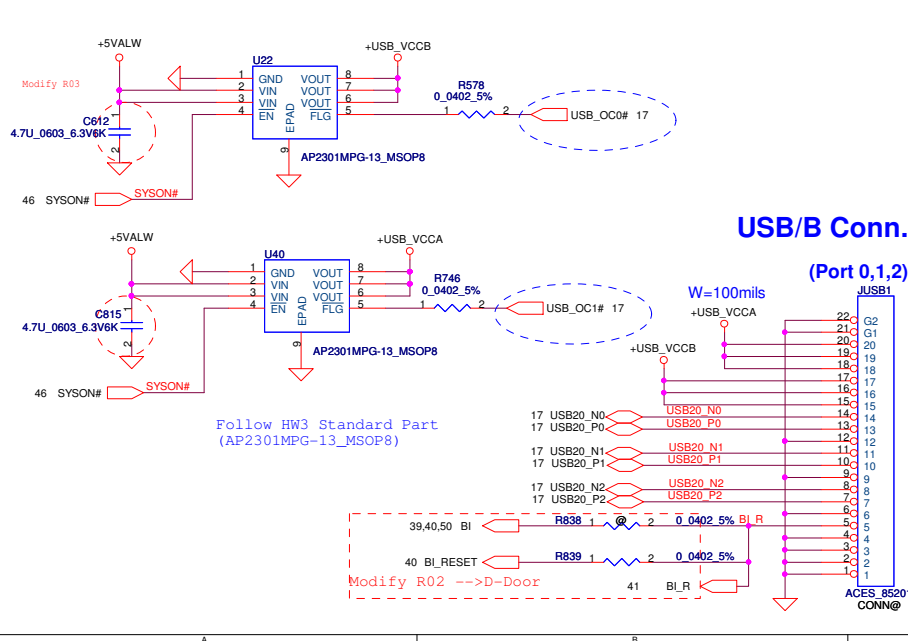 +5VALW
+USB_VCCB
U22
Modify R03
1 GND VOUT 8
2 VIN VOUT 7
3 VIN VOUT 6
4 EN FLG 5
EPAD
9
AP2301MPG-13_MSOP8
R578
0_0402_5%
1 2
USB_OC0# 17
C612
4.7U_0603_6.3V6K
1
2
46 SYSON#
SYSON#
+5VALW
+USB_VCCA
U40
1 GND VOUT 8
2 VIN VOUT 7
3 VIN VOUT 6
4 EN FLG 5
EPAD
9
AP2301MPG-13_MSOP8
R746
0_0402_5%
1 2
USB_OC1# 17
C815
4.7U_0603_6.3V6K
1
2
46 SYSON#
SYSON#
Follow HW3 Standard Part
(AP2301MPG-13_MSOP8)
USB/B Conn.
(Port 0,1,2)
JUSB1
W=100mils
+USB_VCCA
+USB_VCCB
22 G2
21 G1
20 20
19 19
18 18
17 17
16 16
15 15
14 14
13 13
12 12
11 11
10 10
9 9
8 8
7 7
6 6
5 5
4 4
3 3
2 2
1 1
17 USB20_N0 USB20_N0
17 USB20_P0 USB20_P0
17 USB20_N1 USB20_N1
17 USB20_P1 USB20_P1
17 USB20_N2 USB20_N2
17 USB20_P2 USB20_P2
39,40,50 BI R838 1 @ 2 0_0402_5% BI_R
40 BI_RESET R839 1 2 0_0402_5%
Modify R02 -->D-Door
41 BI_R
ACES_85201
CONN@
A
B